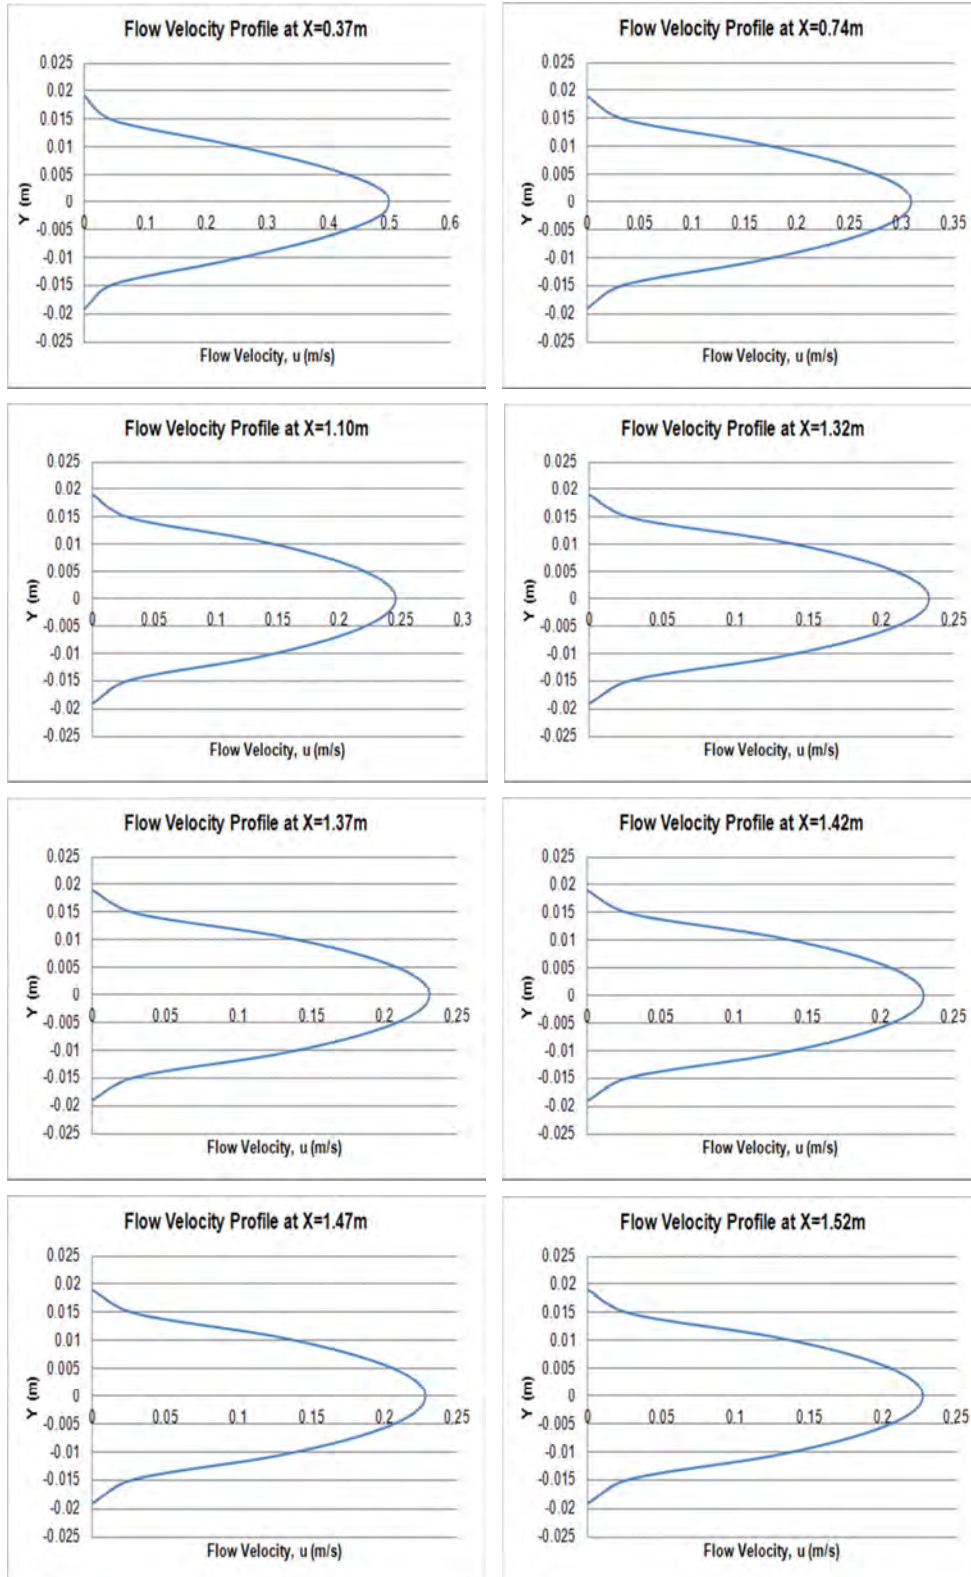 Flow Velocity Profile at X=0.37m
0.025
0.02
0.015
0.01
0.005
0
-0.005
-0.01
-0.015
-0.02
-0.025
Y (m)
0 0.1 0.2 0.3 0.4 0.5 0.6
Flow Velocity, u (m/s)
Flow Velocity Profile at X=0.74m
0.025
0.02
0.015
0.01
0.005
0
-0.005
-0.01
-0.015
-0.02
-0.025
Y (m)
0 0.05 0.1 0.15 0.2 0.25 0.3 0.35
Flow Velocity, u (m/s)
Flow Velocity Profile at X=1.10m
0.025
0.02
0.015
0.01
0.005
0
-0.005
-0.01
-0.015
-0.02
-0.025
Y (m)
0 0.05 0.1 0.15 0.2 0.25 0.3
Flow Velocity, u (m/s)
Flow Velocity Profile at X=1.32m
0.025
0.02
0.015
0.01
0.005
0
-0.005
-0.01
-0.015
-0.02
-0.025
Y (m)
0 0.05 0.1 0.15 0.2 0.25
Flow Velocity, u (m/s)
Flow Velocity Profile at X=1.37m
0.025
0.02
0.015
0.01
0.005
0
-0.005
-0.01
-0.015
-0.02
-0.025
Y (m)
0 0.05 0.1 0.15 0.2 0.25
Flow Velocity, u (m/s)
Flow Velocity Profile at X=1.42m
0.025
0.02
0.015
0.01
0.005
0
-0.005
-0.01
-0.015
-0.02
-0.025
Y (m)
0 0.05 0.1 0.15 0.2 0.25
Flow Velocity, u (m/s)
Flow Velocity Profile at X=1.47m
0.025
0.02
0.015
0.01
0.005
0
-0.005
-0.01
-0.015
-0.02
-0.025
Y (m)
0 0.05 0.1 0.15 0.2 0.25
Flow Velocity, u (m/s)
Flow Velocity Profile at X=1.52m
0.025
0.02
0.015
0.01
0.005
0
-0.005
-0.01
-0.015
-0.02
-0.025
Y (m)
0 0.05 0.1 0.15 0.2 0.25
Flow Velocity, u (m/s)